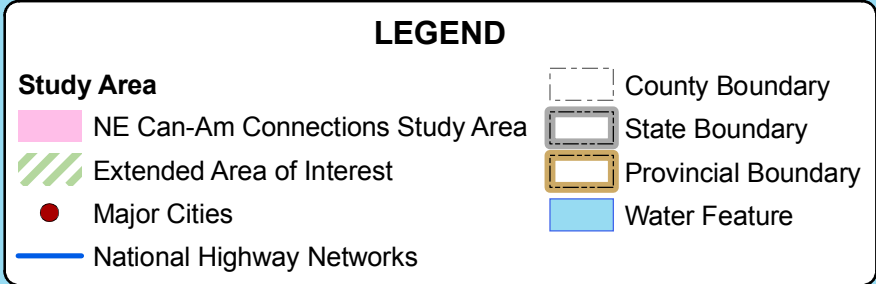 LEGEND
Study Area
NE Can-Am Connections Study Area
Extended Area of Interest
Major Cities
National Highway Networks
County Boundary
State Boundary
Provincial Boundary
Water Feature